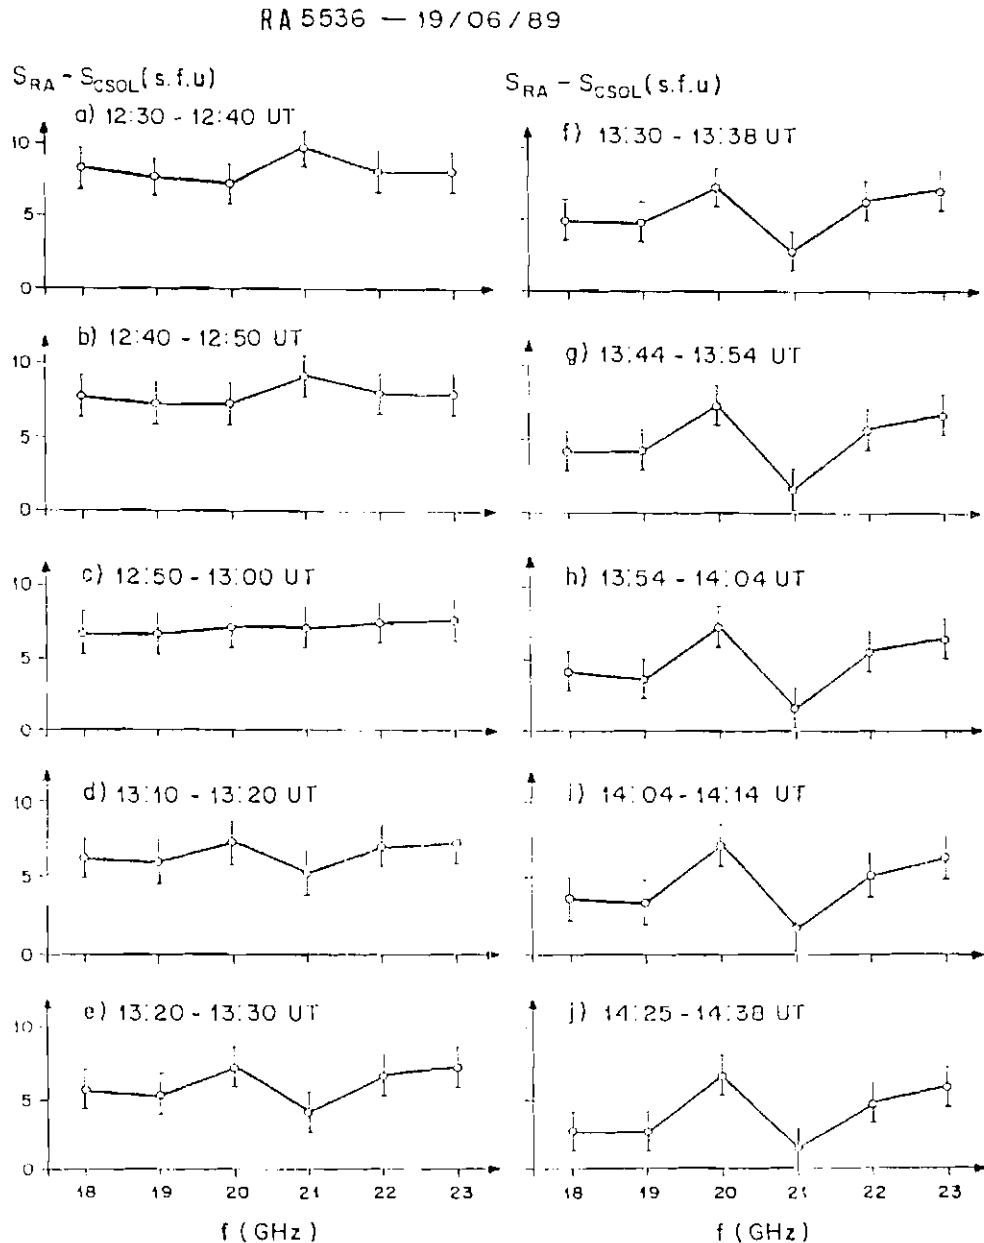 RA 5536 — 19/06/89
S_RA - S_CSOL (s.f.u)
a) 12:30 - 12:40 UT
10
5
0
b) 12:40 - 12:50 UT
10
5
0
c) 12:50 - 13:00 UT
10
5
0
d) 13:10 - 13:20 UT
10
5
0
e) 13:20 - 13:30 UT
10
5
0
18 19 20 21 22 23
f (GHz)
S_RA - S_CSOL (s.f.u)
f) 13:30 - 13:38 UT
g) 13:44 - 13:54 UT
h) 13:54 - 14:04 UT
i) 14:04 - 14:14 UT
j) 14:25 - 14:38 UT
18 19 20 21 22 23
f (GHz)